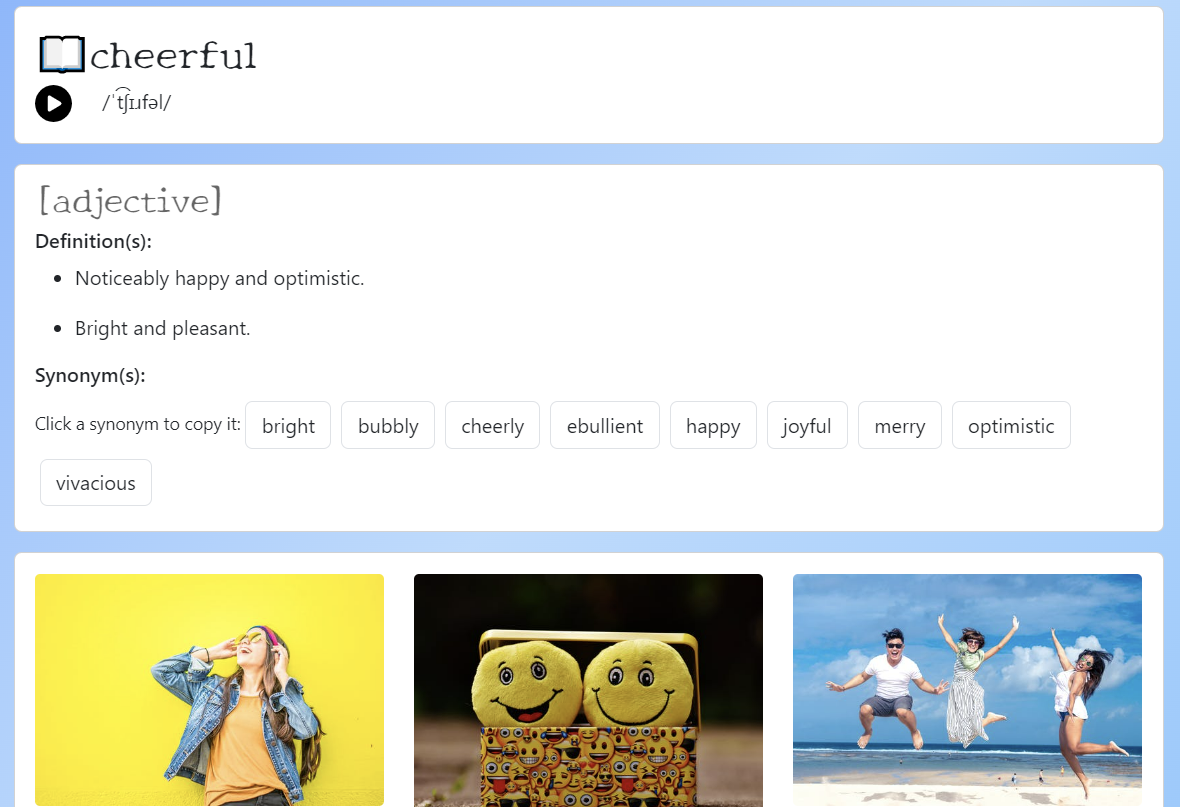 cheerful
/ˈt͡ʃɪɹfəl/
[adjective]
Definition(s):
Noticeably happy and optimistic.
Bright and pleasant.
Synonym(s):
Click a synonym to copy it: bright bubbly cheerly ebullient happy joyful merry optimistic
vivacious